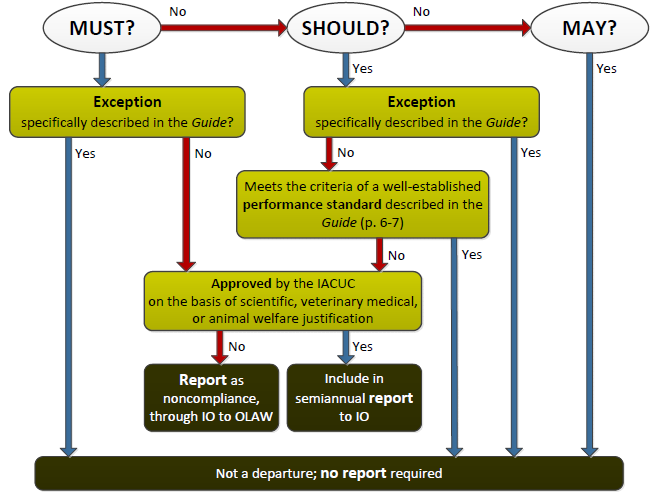 MUST?
No
SHOULD?
No
MAY?
Yes
Yes
Exception
specifically described in the Guide?
Exception
specifically described in the Guide?
Yes
No
No
Yes
Meets the criteria of a well-established
performance standard described in the
Guide (p. 6-7)
No
Yes
Approved by the IACUC
on the basis of scientific, veterinary medical,
or animal welfare justification
No
Yes
Report as
noncompliance,
through IO to OLAW
Include in
semiannual report
to IO
Not a departure; no report required